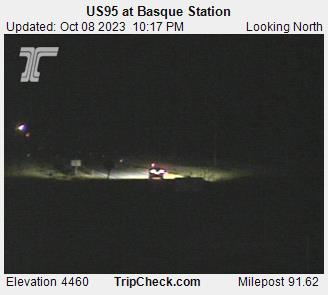 US95 at Basque Station
Updated: Oct 08 2023 10:17 PM Looking North
Elevation 4460 TripCheck.com Milepost 91.62